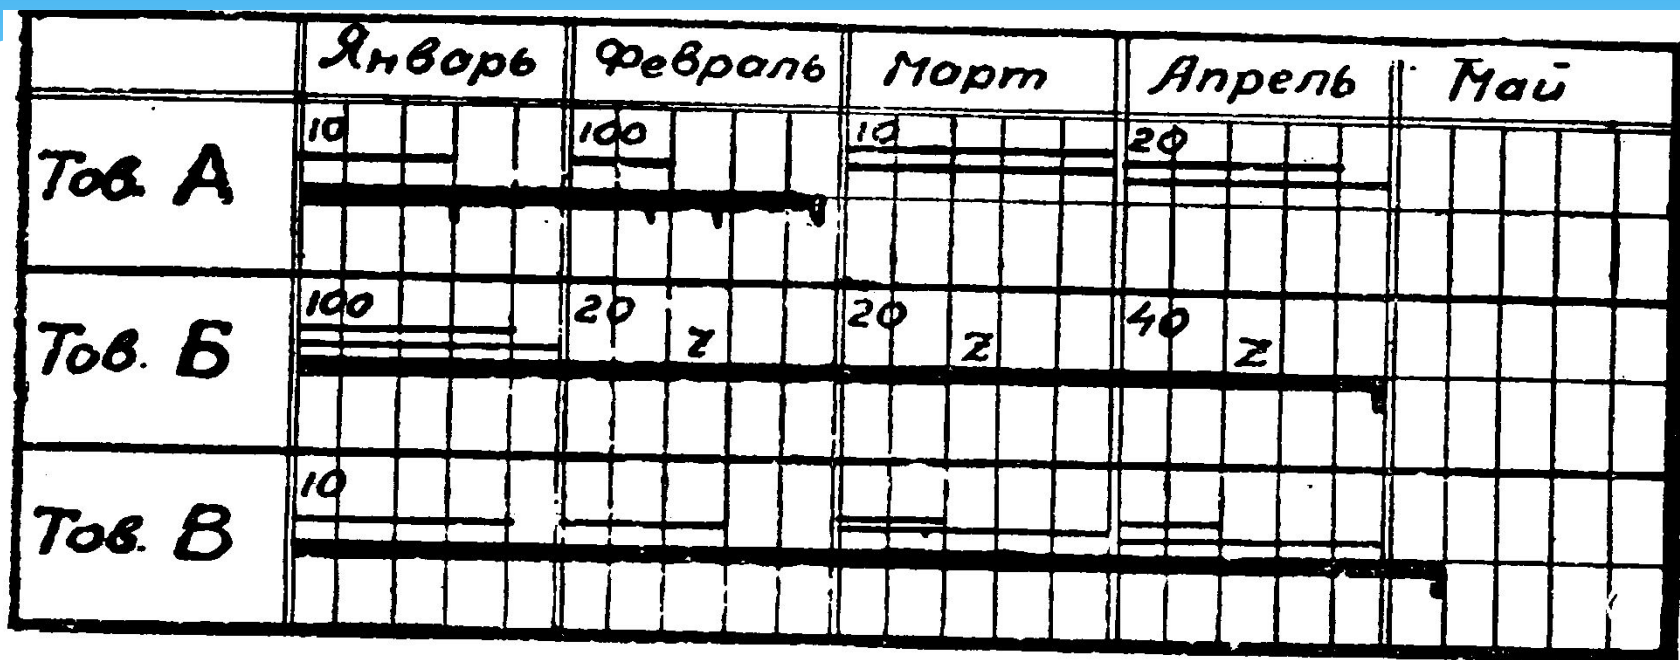 Январь Февраль Март Апрель Май
Тов. А 10 100 10 20
Тов. Б 100 20 z 20 z 40 z
Тов. В 10